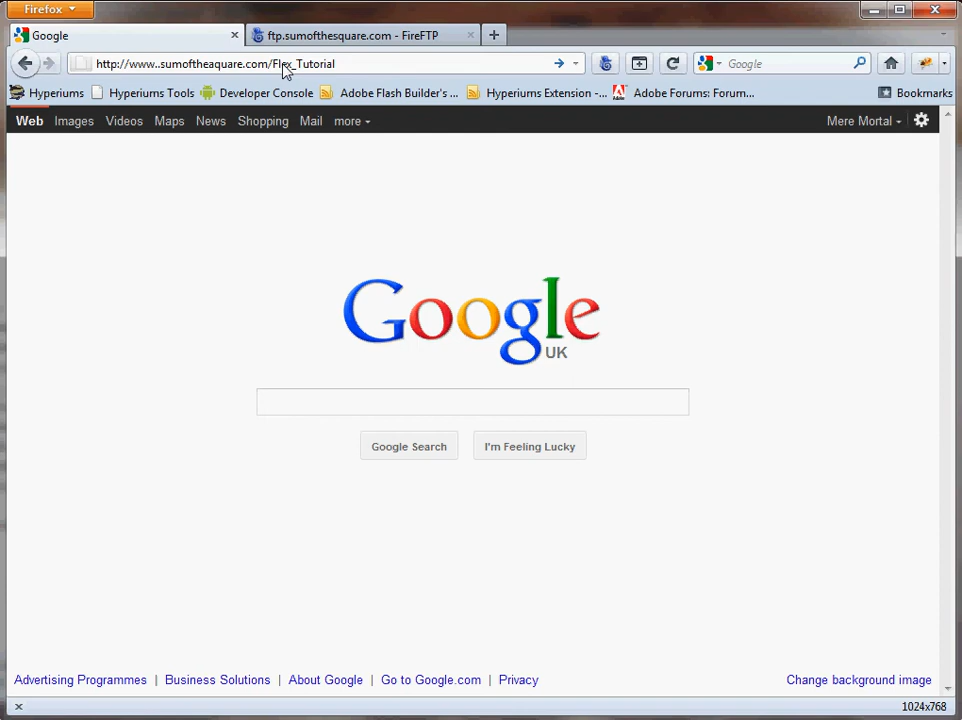 Firefox
Google
ftp.sumofthesquare.com - FireFTP
http://www..sumoftheaquare.com/Flex_Tutorial
Google
Hyperiums
Hyperiums Tools
Developer Console
Adobe Flash Builder's ...
Hyperiums Extension -...
Adobe Forums: Forum...
Bookmarks
Web Images Videos Maps News Shopping Mail more
Mere Mortal
Google
UK
Google Search
I'm Feeling Lucky
Advertising Programmes | Business Solutions | About Google | Go to Google.com | Privacy
Change background image
1024x768